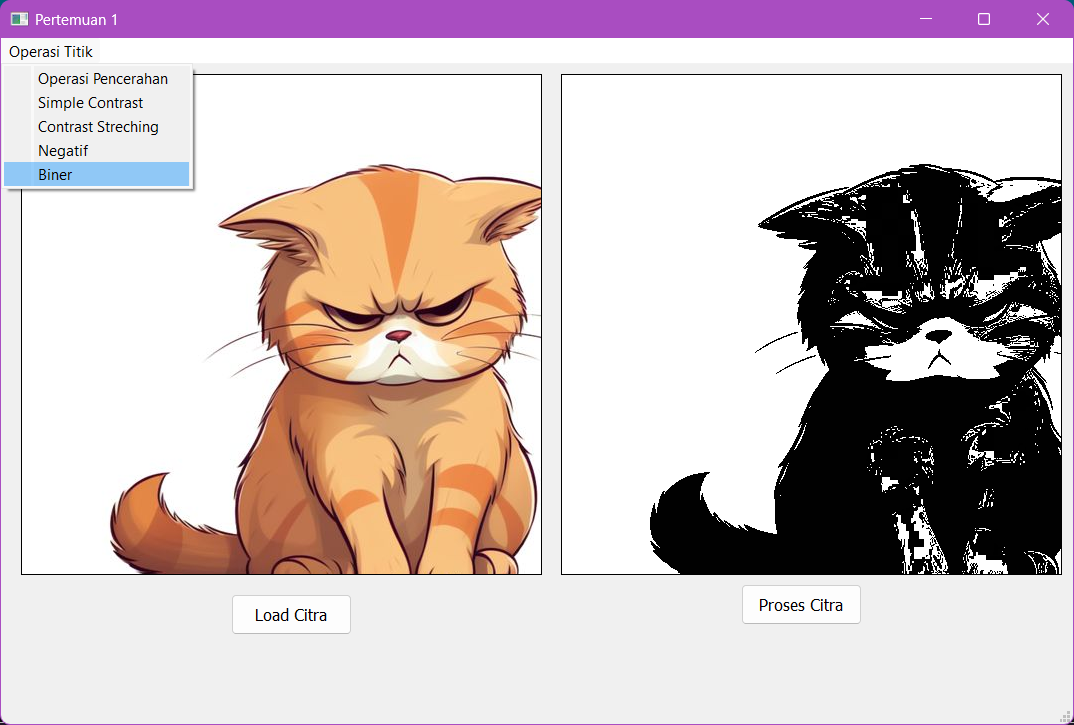 Pertemuan 1
Operasi Titik
Operasi Pencerahan
Simple Contrast
Contrast Streching
Negatif
Biner
Load Citra
Proses Citra